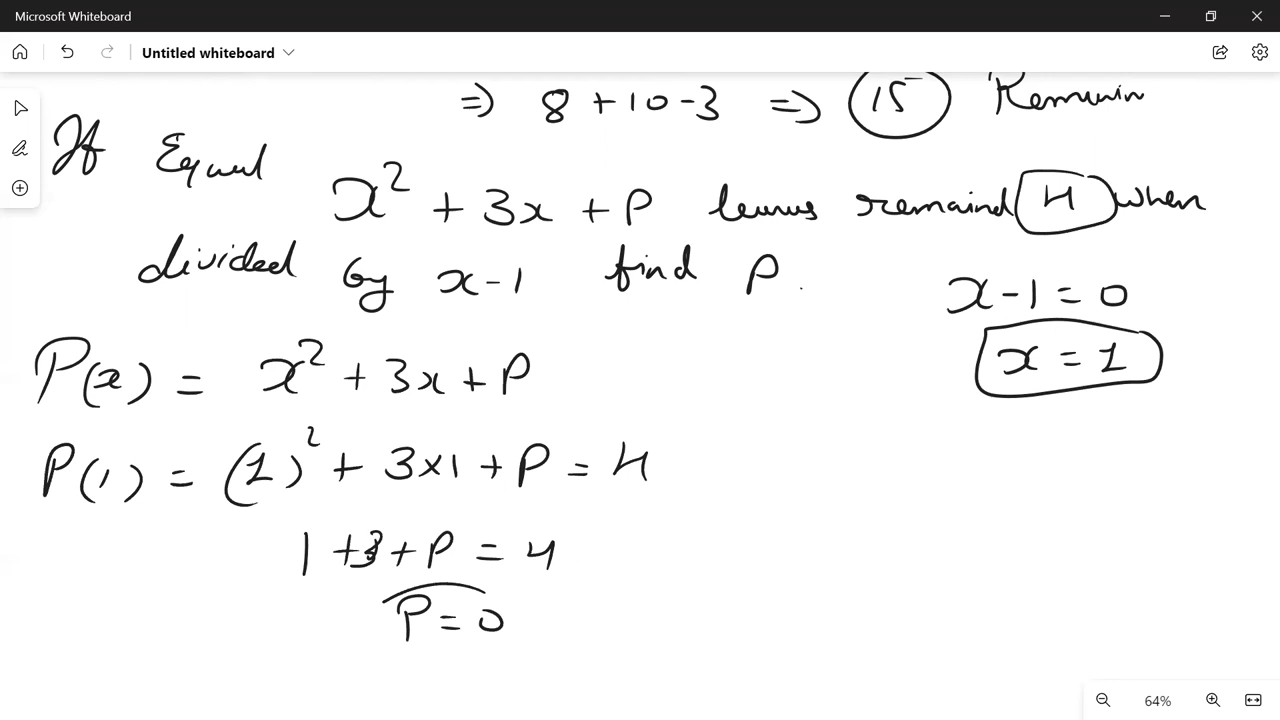 Microsoft Whiteboard
Untitled whiteboard
=) 8 + 10 - 3 =) 15 Remain
If Equal
x² + 3x + P leaves remaind 4 when
divided by x-1 find P.
x - 1 = 0
x = 1
P(x) = x² + 3x + P
P(1) = (1)² + 3x1 + P = 4
1 + 3 + P = 4
P = 0
64%